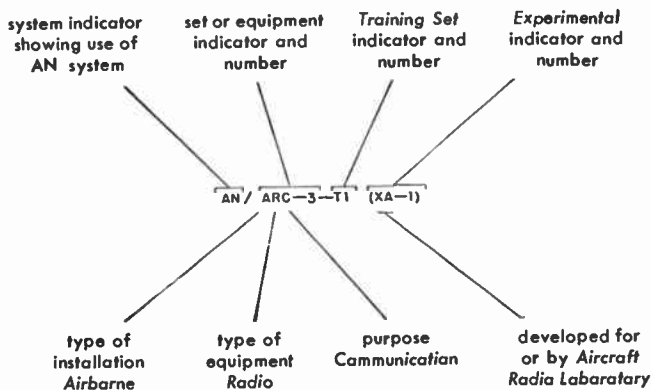 system indicator
showing use of
AN system
set or equipment
indicator and
number
Training Set
indicator and
number
Experimental
indicator and
number
AN / ARC—3—T1 (XA—1)
type of
installation
Airbarne
type of
equipment
Radio
purpose
Cammunication
developed for
or by Aircraft
Radia Labaratary